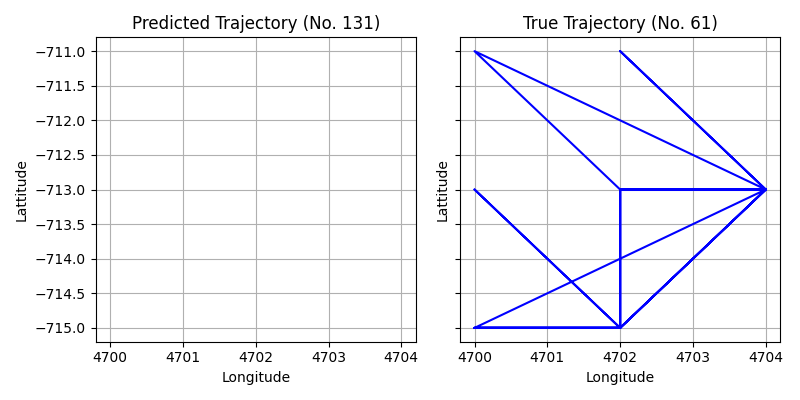 Predicted Trajectory (No. 131)
−711.0
−711.5
−712.0
−712.5
−713.0
−713.5
−714.0
−714.5
−715.0
Lattitude
4700 4701 4702 4703 4704
Longitude
True Trajectory (No. 61)
Lattitude
4700 4701 4702 4703 4704
Longitude